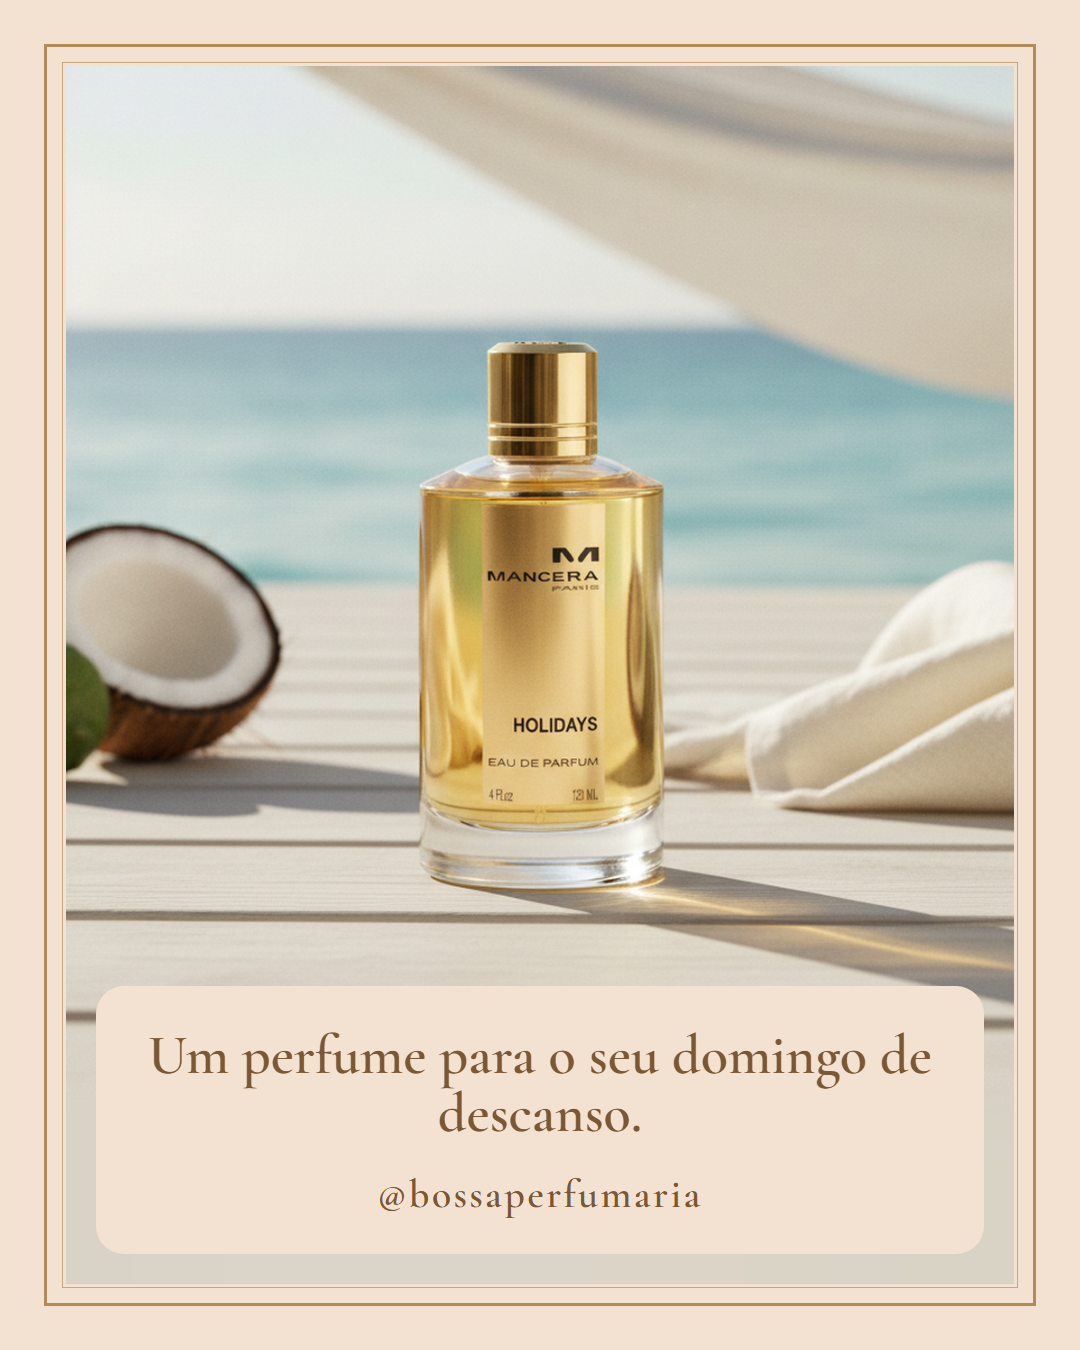 MANCERA
HOLIDAYS
EAU DE PARFUM
Um perfume para o seu domingo de
descanso.
@bossaperfumaria